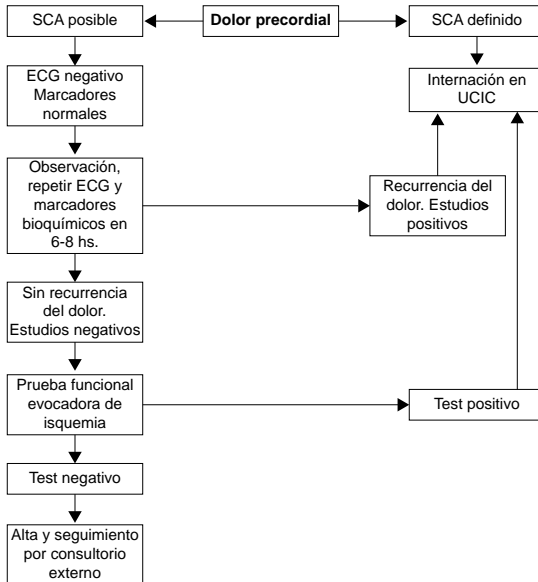 SCA posible
Dolor precordial
SCA definido
ECG negativo
Marcadores
normales
Internación en
UCIC
Observación,
repetir ECG y
marcadores
bioquímicos en
6-8 hs.
Recurrencia del
dolor. Estudios
positivos
Sin recurrencia
del dolor.
Estudios negativos
Prueba funcional
evocadora de
isquemia
Test positivo
Test negativo
Alta y seguimiento
por consultorio
externo